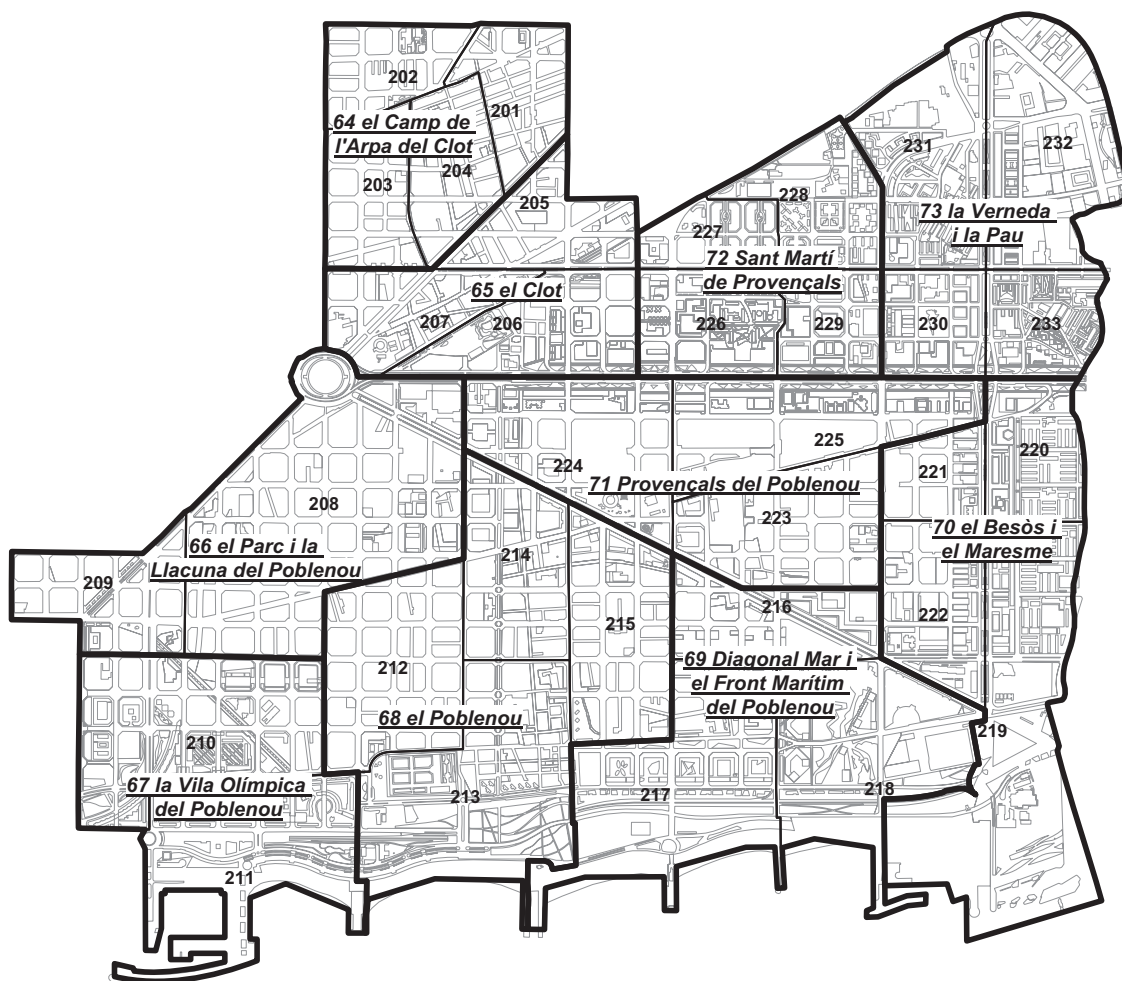 202
201
64 el Camp de
l'Arpa del Clot
203
204
205
231
232
228
73 la Verneda
i la Pau
227
72 Sant Martí
de Provençals
65 el Clot
207
206
226
229
230
233
225
220
224
221
71 Provençals del Poblenou
208
223
70 el Besòs i
el Maresme
66 el Parc i la
Llacuna del Poblenou
214
209
216
215
222
212
69 Diagonal Mar i
el Front Marítim
del Poblenou
68 el Poblenou
219
210
67 la Vila Olímpica
del Poblenou
213
217
218
211